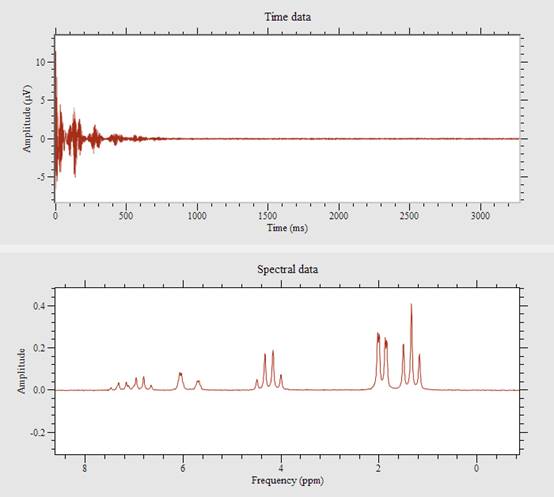 Time data
10
5
0
-5
Amplitude (µV)
0 500 1000 1500 2000 2500 3000
Time (ms)
Spectral data
0.4
0.2
0.0
-0.2
Amplitude
8 6 4 2 0
Frequency (ppm)